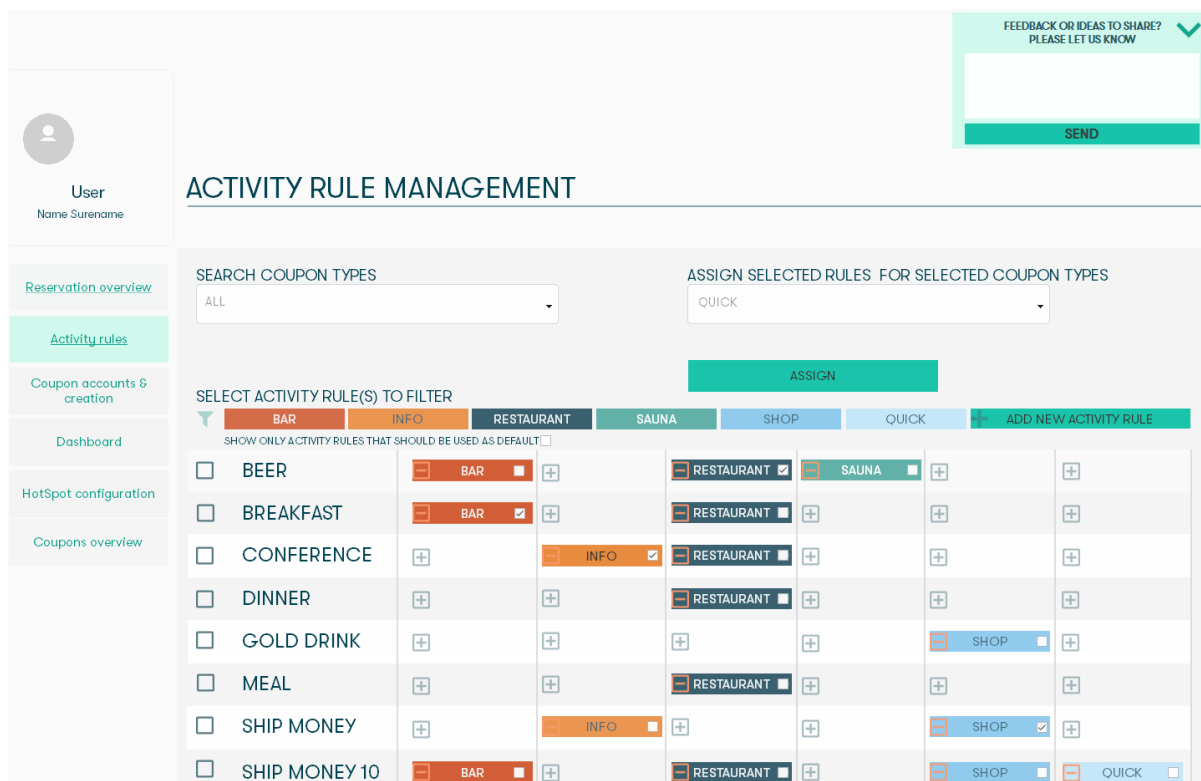 FEEDBACK OR IDEAS TO SHARE?
PLEASE LET US KNOW
SEND
User
Name Surename
ACTIVITY RULE MANAGEMENT
Reservation overview
Activity rules
Coupon accounts &
creation
Dashboard
HotSpot configuration
Coupons overview
SEARCH COUPON TYPES
ALL
ASSIGN SELECTED RULES FOR SELECTED COUPON TYPES
QUICK
ASSIGN
SELECT ACTIVITY RULE(S) TO FILTER
BAR INFO RESTAURANT SAUNA SHOP QUICK ADD NEW ACTIVITY RULE
SHOW ONLY ACTIVITY RULES THAT SHOULD BE USED AS DEFAULT
BEER BAR RESTAURANT SAUNA
BREAKFAST BAR RESTAURANT
CONFERENCE INFO RESTAURANT
DINNER RESTAURANT
GOLD DRINK SHOP
MEAL RESTAURANT
SHIP MONEY INFO SHOP
SHIP MONEY 10 BAR RESTAURANT SHOP QUICK